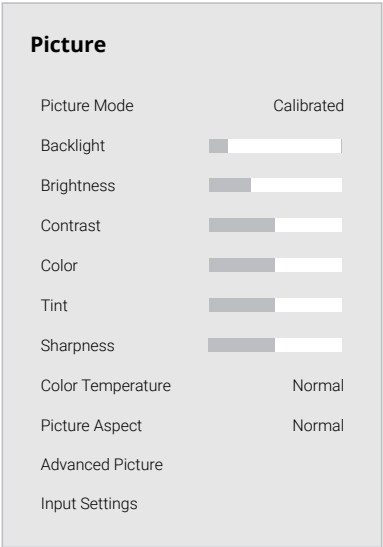 Picture
Picture Mode Calibrated
Backlight
Brightness
Contrast
Color
Tint
Sharpness
Color Temperature Normal
Picture Aspect Normal
Advanced Picture
Input Settings